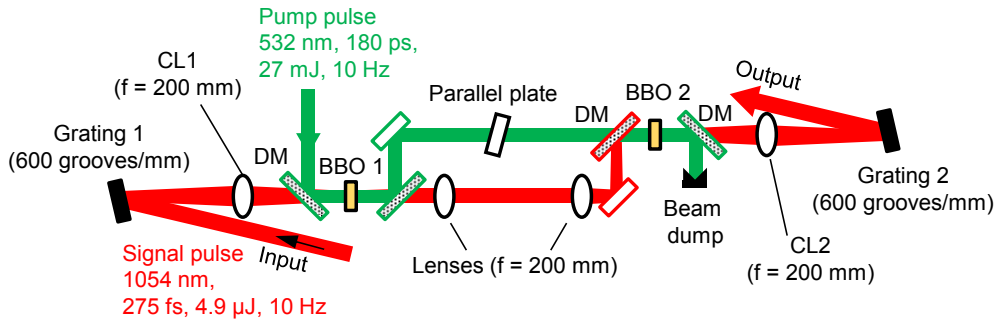 Pump pulse
532 nm, 180 ps,
27 mJ, 10 Hz
CL1
(f = 200 mm)
Grating 1
(600 grooves/mm)
DM
BBO 1
Parallel plate
DM
BBO 2
DM
Output
Grating 2
(600 grooves/mm)
Beam
dump
CL2
(f = 200 mm)
Lenses (f = 200 mm)
Input
Signal pulse
1054 nm,
275 fs, 4.9 µJ, 10 Hz